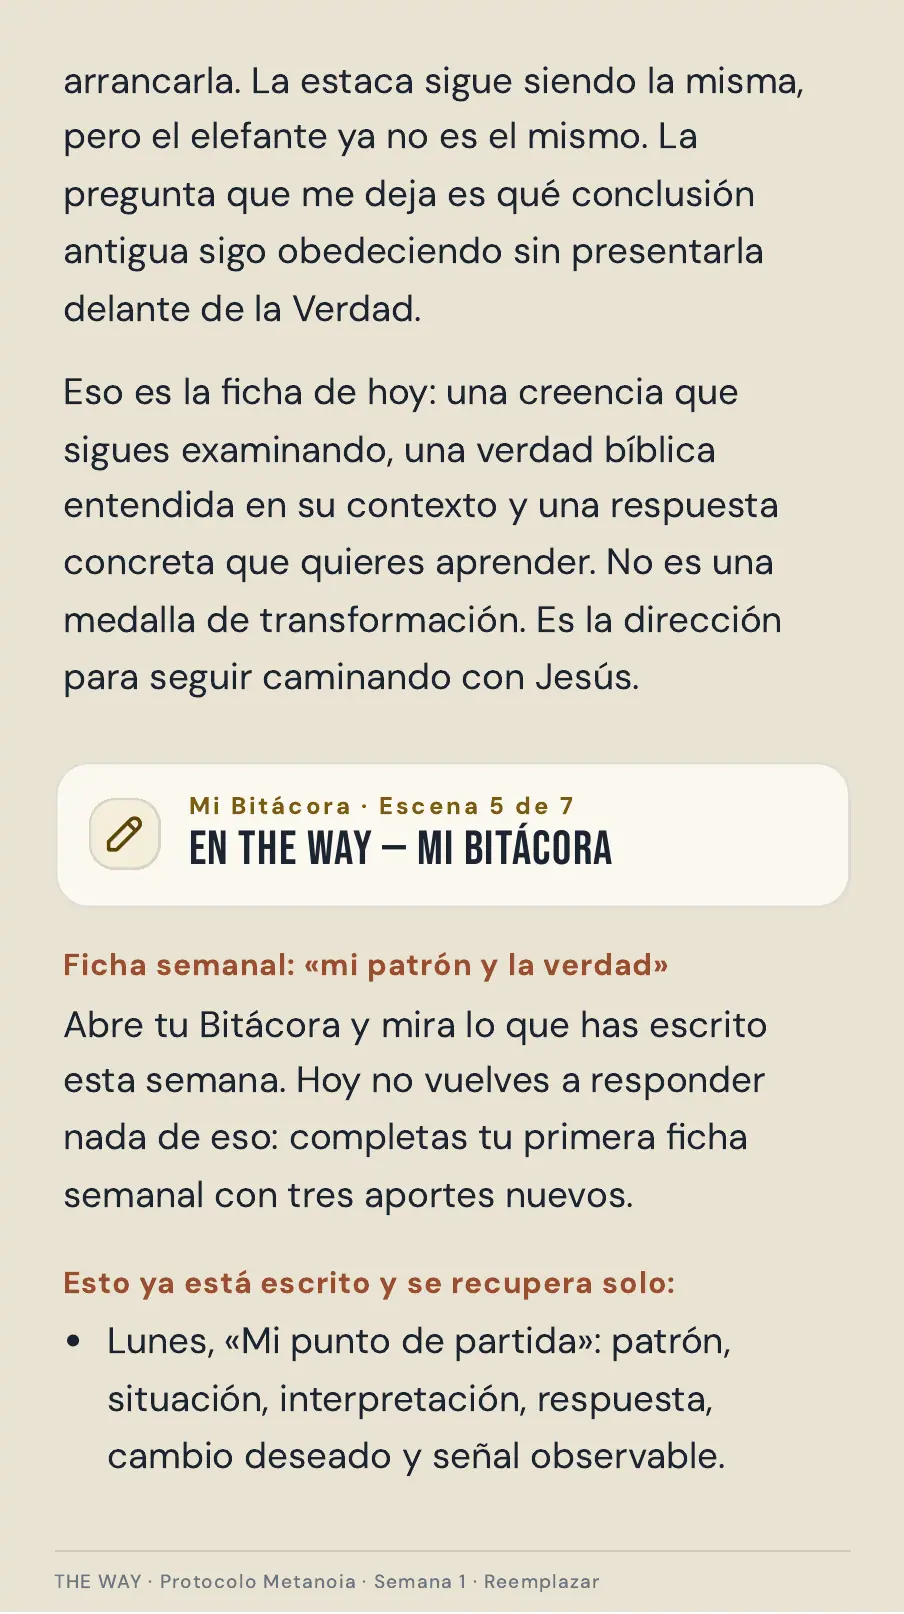 arrancarla. La estaca sigue siendo la misma,
pero el elefante ya no es el mismo. La
pregunta que me deja es qué conclusión
antigua sigo obedeciendo sin presentarla
delante de la Verdad.
Eso es la ficha de hoy: una creencia que
sigues examinando, una verdad bíblica
entendida en su contexto y una respuesta
concreta que quieres aprender. No es una
medalla de transformación. Es la dirección
para seguir caminando con Jesús.
Mi Bitácora · Escena 5 de 7
EN THE WAY — MI BITÁCORA
Ficha semanal: «mi patrón y la verdad»
Abre tu Bitácora y mira lo que has escrito
esta semana. Hoy no vuelves a responder
nada de eso: completas tu primera ficha
semanal con tres aportes nuevos.
Esto ya está escrito y se recupera solo:
• Lunes, «Mi punto de partida»: patrón,
situación, interpretación, respuesta,
cambio deseado y señal observable.
THE WAY · Protocolo Metanoia · Semana 1 · Reemplazar